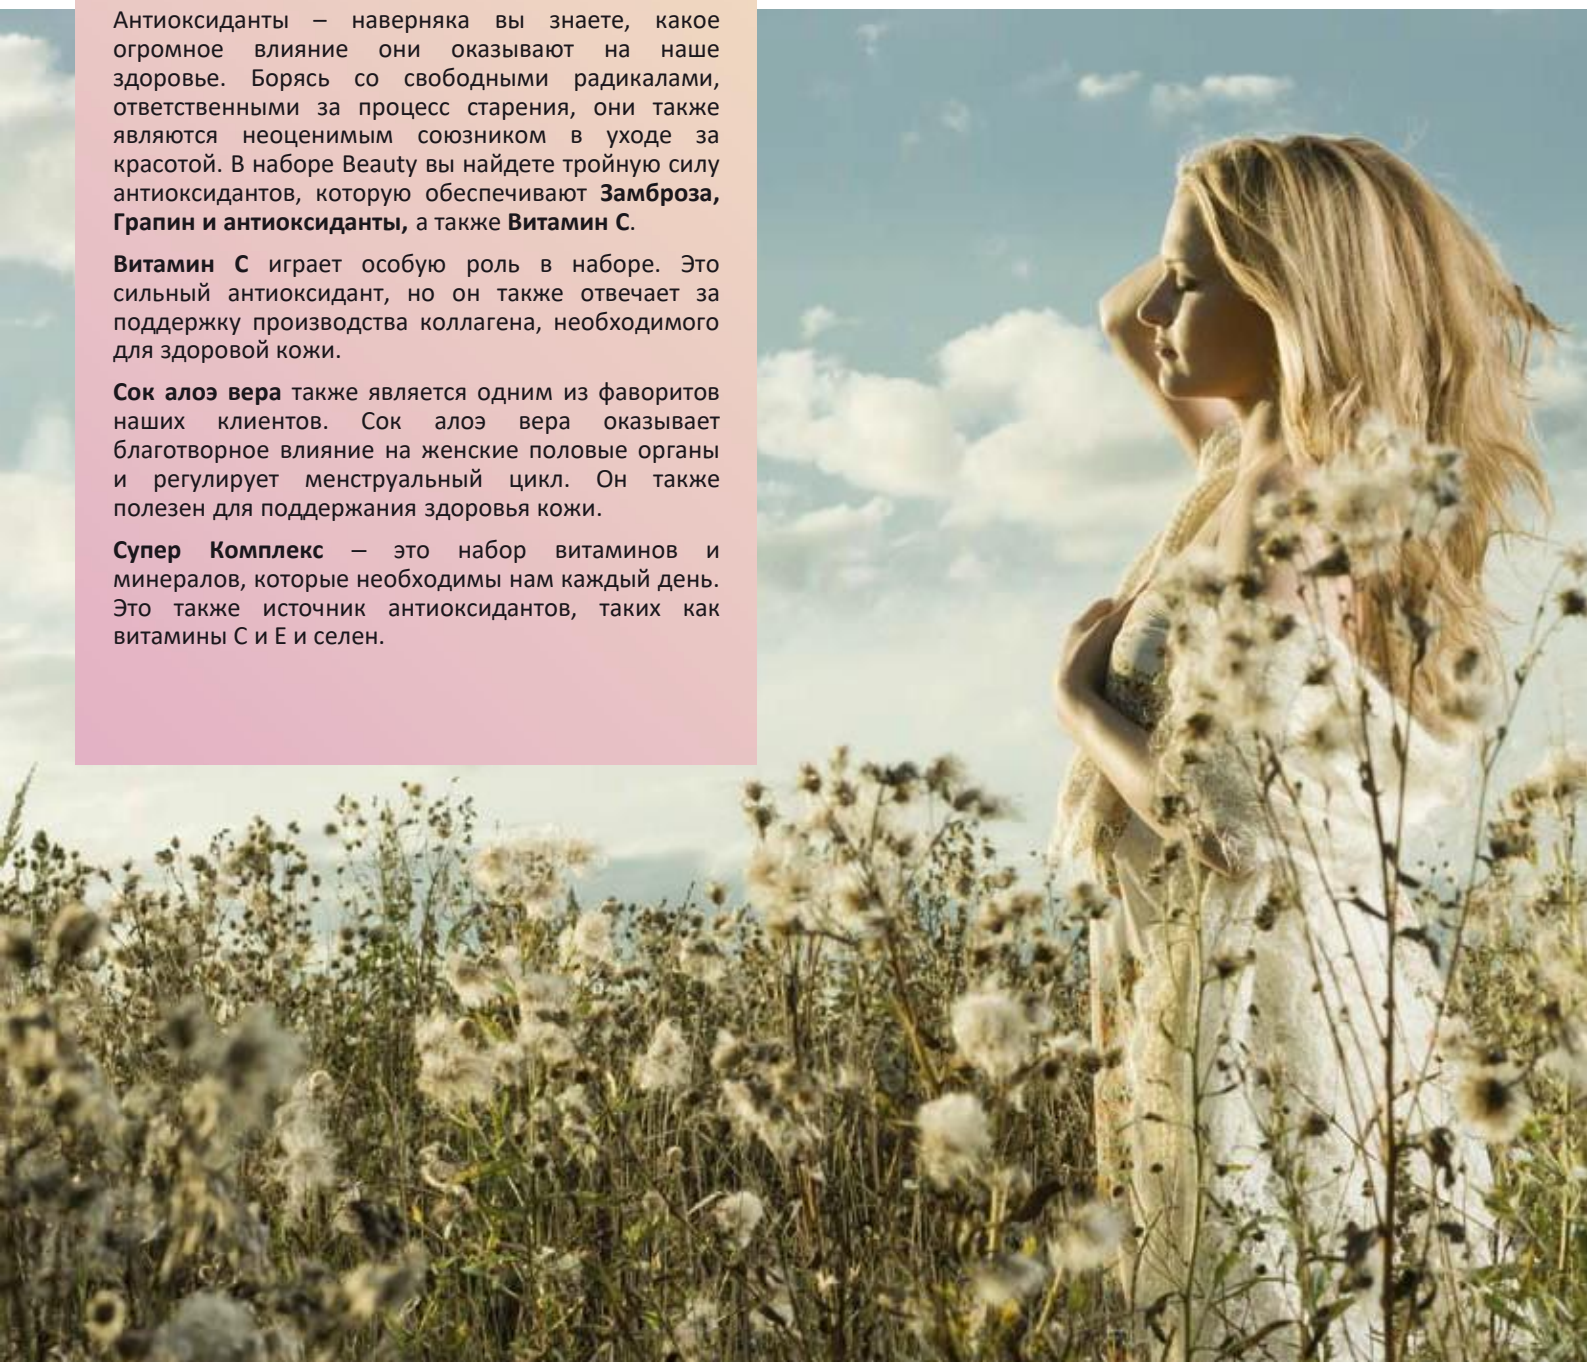 Антиоксиданты – наверняка вы знаете, какое
огромное влияние они оказывают на наше
здоровье. Борясь со свободными радикалами,
ответственными за процесс старения, они также
являются неоценимым союзником в уходе за
красотой. В наборе Beauty вы найдете тройную силу
антиоксидантов, которую обеспечивают Замброза,
Грапин и антиоксиданты, а также Витамин С.
Витамин С играет особую роль в наборе. Это
сильный антиоксидант, но он также отвечает за
поддержку производства коллагена, необходимого
для здоровой кожи.
Сок алоэ вера также является одним из фаворитов
наших клиентов. Сок алоэ вера оказывает
благотворное влияние на женские половые органы
и регулирует менструальный цикл. Он также
полезен для поддержания здоровья кожи.
Супер Комплекс – это набор витаминов и
минералов, которые необходимы нам каждый день.
Это также источник антиоксидантов, таких как
витамины С и Е и селен.